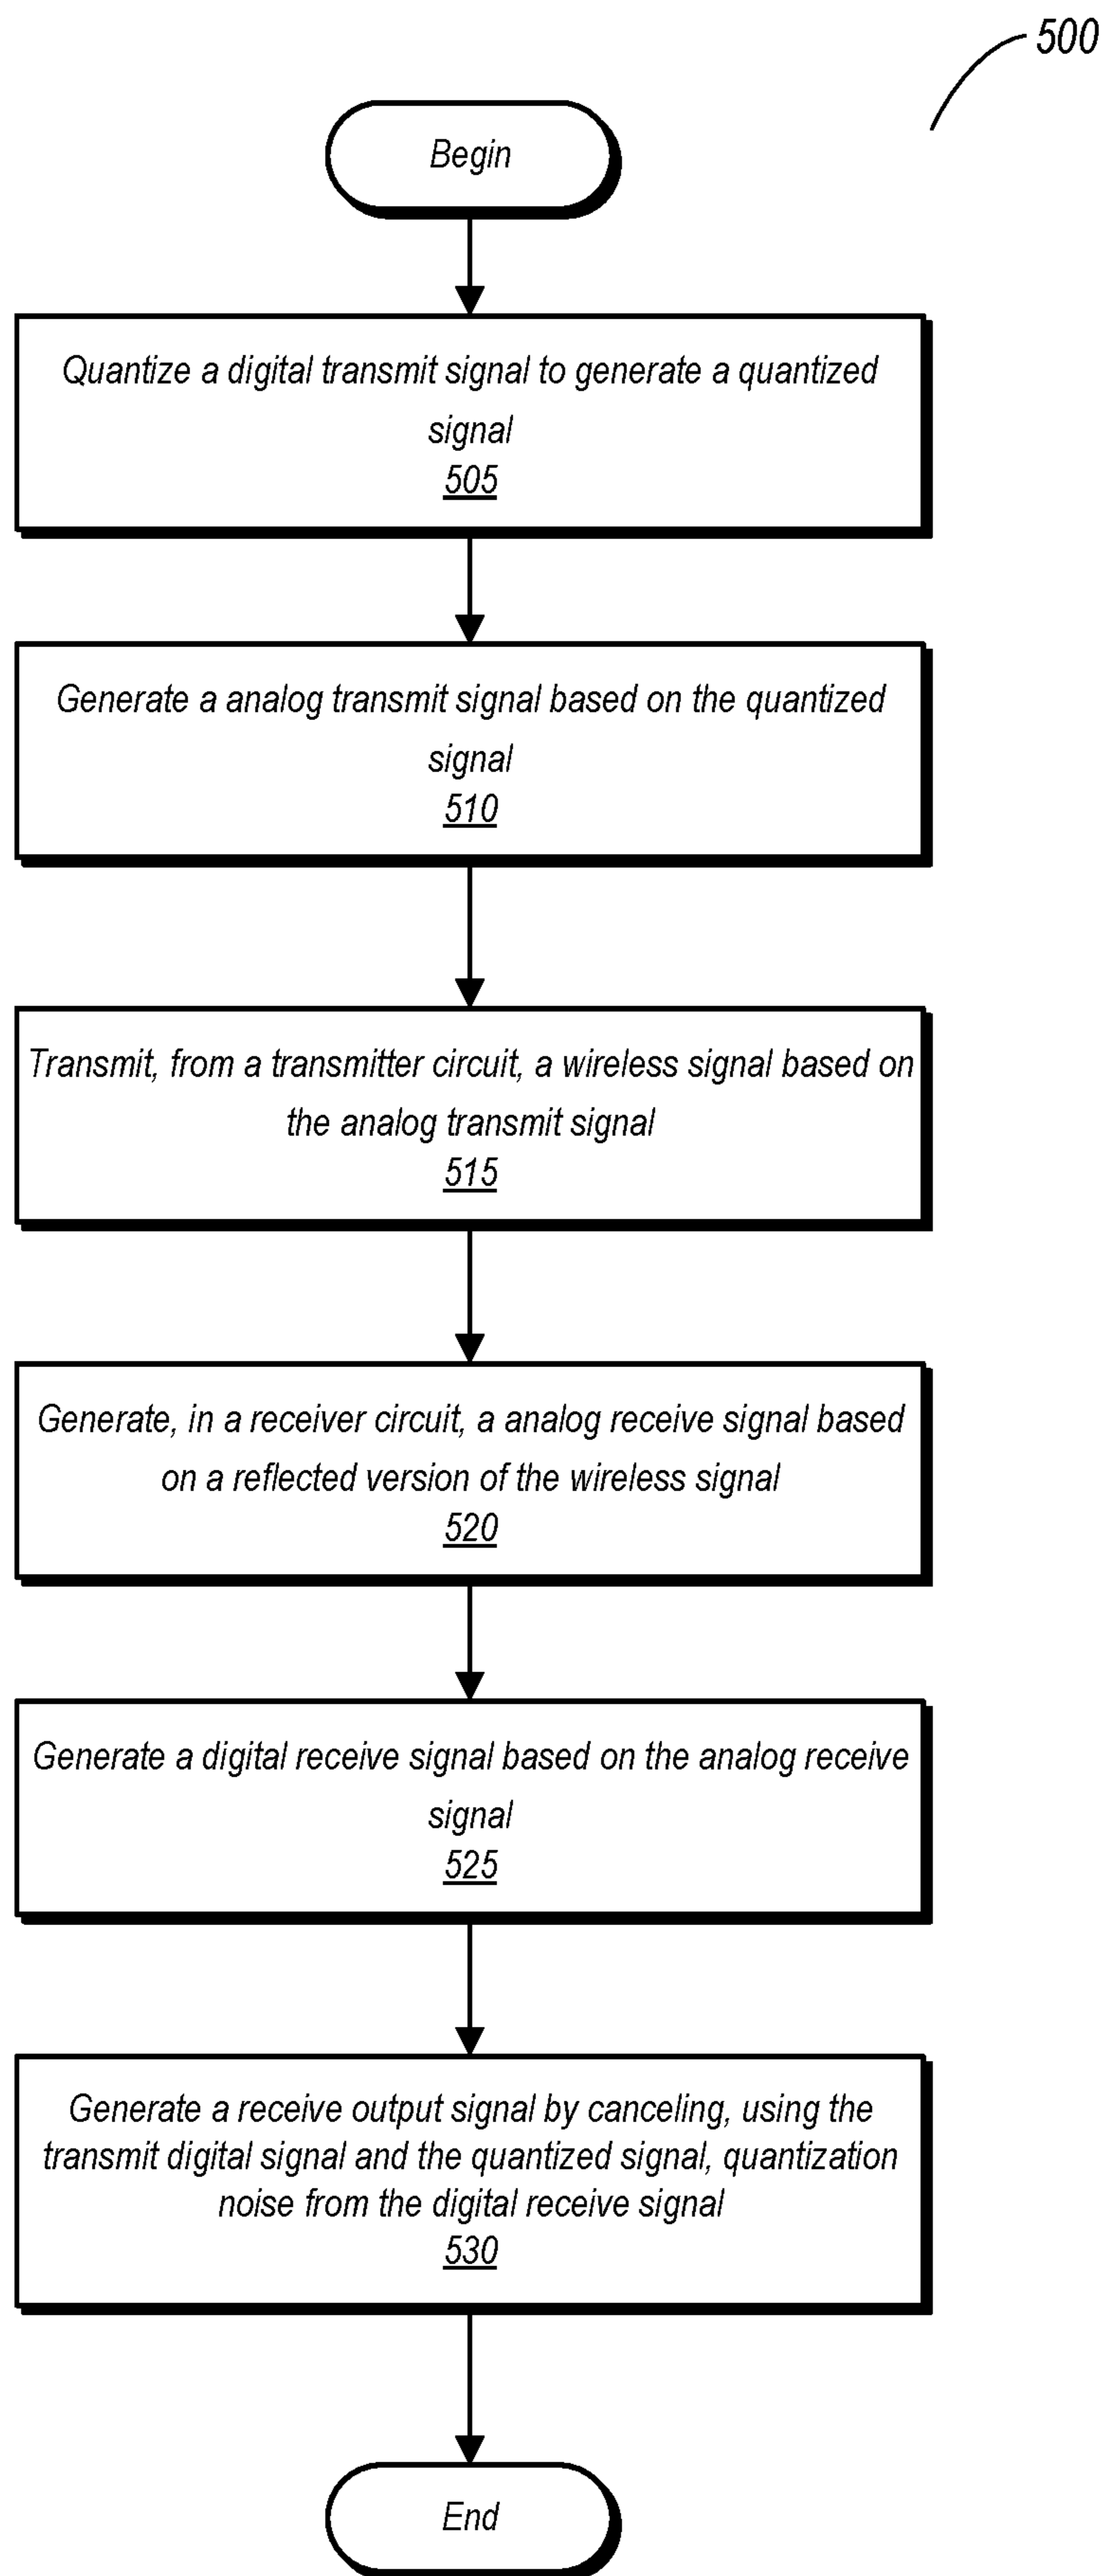 500
Begin
Quantize a digital transmit signal to generate a quantized
signal
505
Generate a analog transmit signal based on the quantized
signal
510
Transmit, from a transmitter circuit, a wireless signal based on
the analog transmit signal
515
Generate, in a receiver circuit, a analog receive signal based
on a reflected version of the wireless signal
520
Generate a digital receive signal based on the analog receive
signal
525
Generate a receive output signal by canceling, using the
transmit digital signal and the quantized signal, quantization
noise from the digital receive signal
530
End